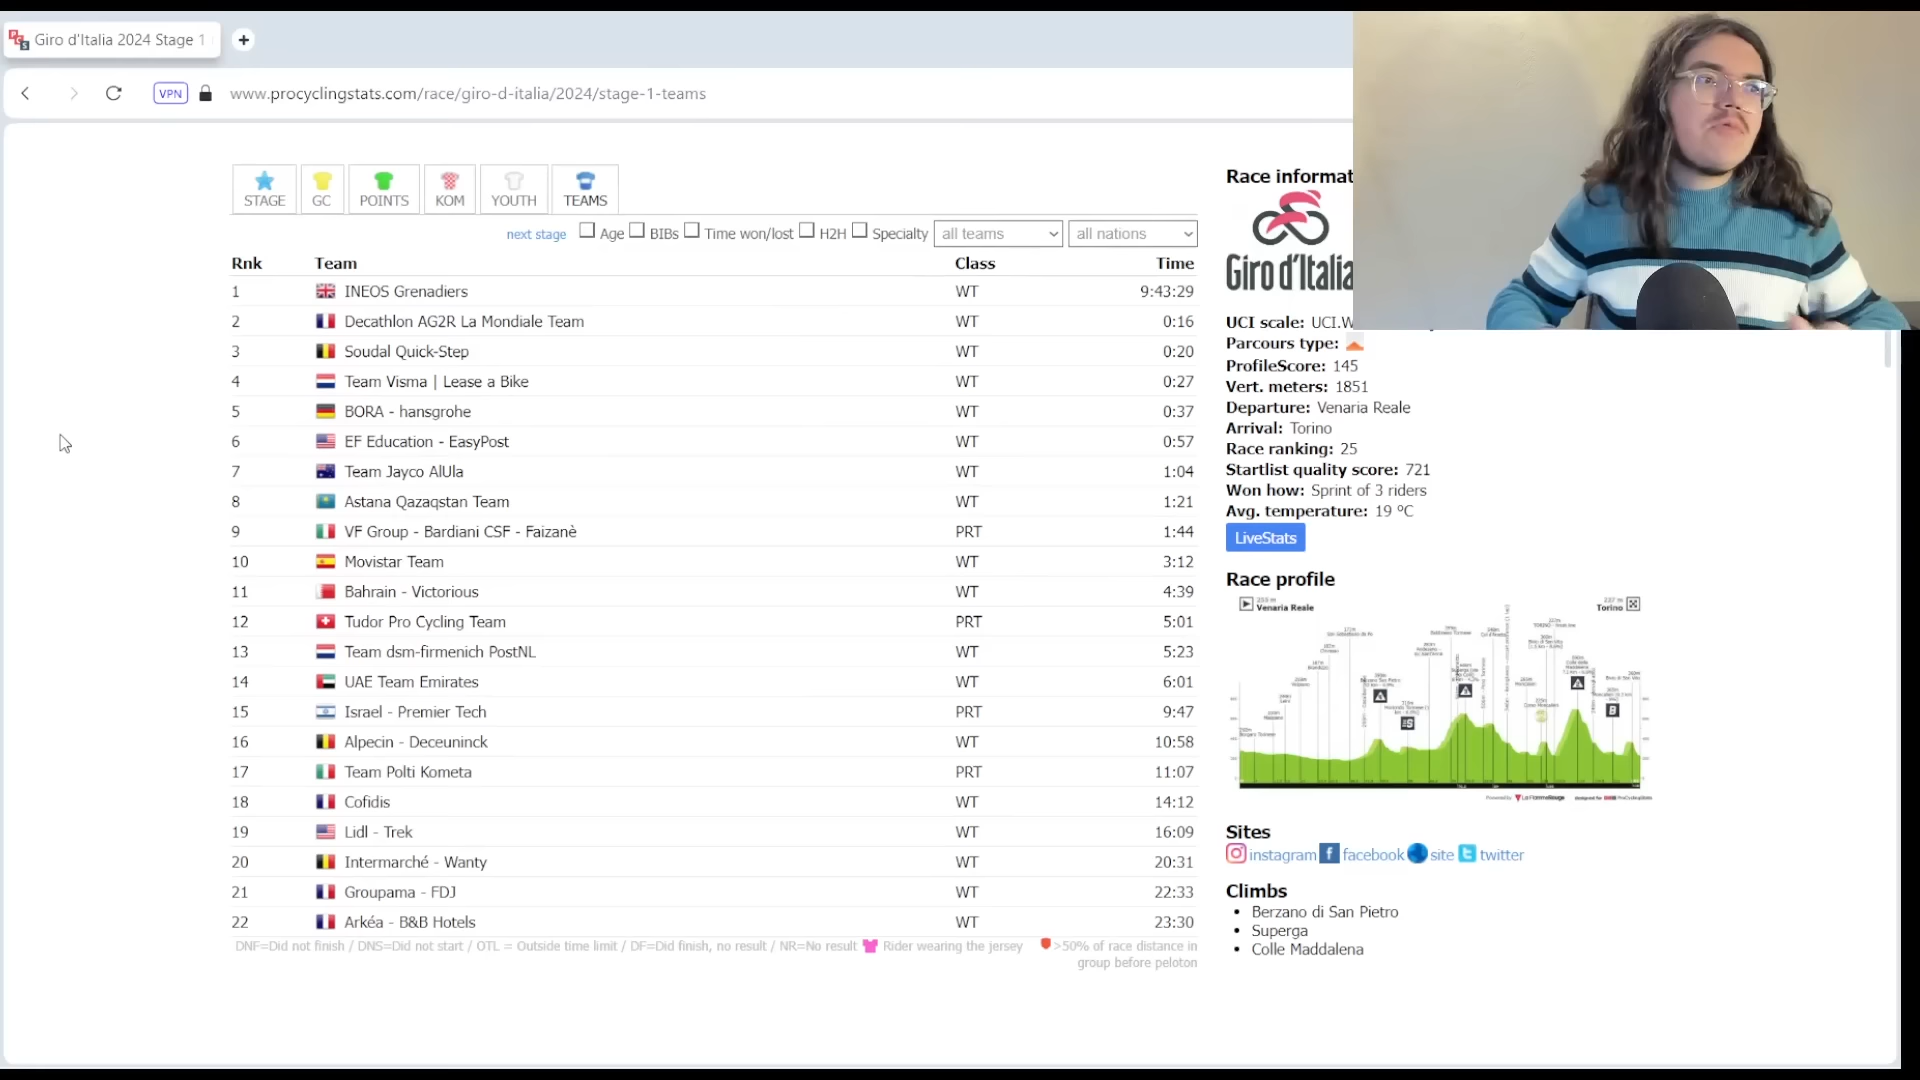 Giro d'Italia 2024 Stage 1
VPN
www.procyclingstats.com/race/giro-d-italia/2024/stage-1-teams
STAGE GC POINTS KOM YOUTH TEAMS
next stage Age BIBs Time won/lost H2H Specialty all teams all nations
Rnk Team Class Time
1 INEOS Grenadiers WT 9:43:29
2 Decathlon AG2R La Mondiale Team WT 0:16
3 Soudal Quick-Step WT 0:20
4 Team Visma | Lease a Bike WT 0:27
5 BORA - hansgrohe WT 0:37
6 EF Education - EasyPost WT 0:57
7 Team Jayco AlUla WT 1:04
8 Astana Qazaqstan Team WT 1:21
9 VF Group - Bardiani CSF - Faizanè PRT 1:44
10 Movistar Team WT 3:12
11 Bahrain - Victorious WT 4:39
12 Tudor Pro Cycling Team PRT 5:01
13 Team dsm-firmenich PostNL WT 5:23
14 UAE Team Emirates WT 6:01
15 Israel - Premier Tech PRT 9:47
16 Alpecin - Deceuninck WT 10:58
17 Team Polti Kometa PRT 11:07
18 Cofidis WT 14:12
19 Lidl - Trek WT 16:09
20 Intermarché - Wanty WT 20:31
21 Groupama - FDJ WT 22:33
22 Arkéa - B&B Hotels WT 23:30
DNF=Did not finish / DNS=Did not start / OTL = Outside time limit / DF=Did finish, no result / NR=No result Rider wearing the jersey >50% of race distance in
group before peloton
Race informat
Giro d'Italia
UCI scale: UCI.W
Parcours type:
ProfileScore: 145
Vert. meters: 1851
Departure: Venaria Reale
Arrival: Torino
Race ranking: 25
Startlist quality score: 721
Won how: Sprint of 3 riders
Avg. temperature: 19 °C
LiveStats
Race profile
Venaria Reale
Torino
Sites
instagram facebook site twitter
Climbs
• Berzano di San Pietro
• Superga
• Colle Maddalena